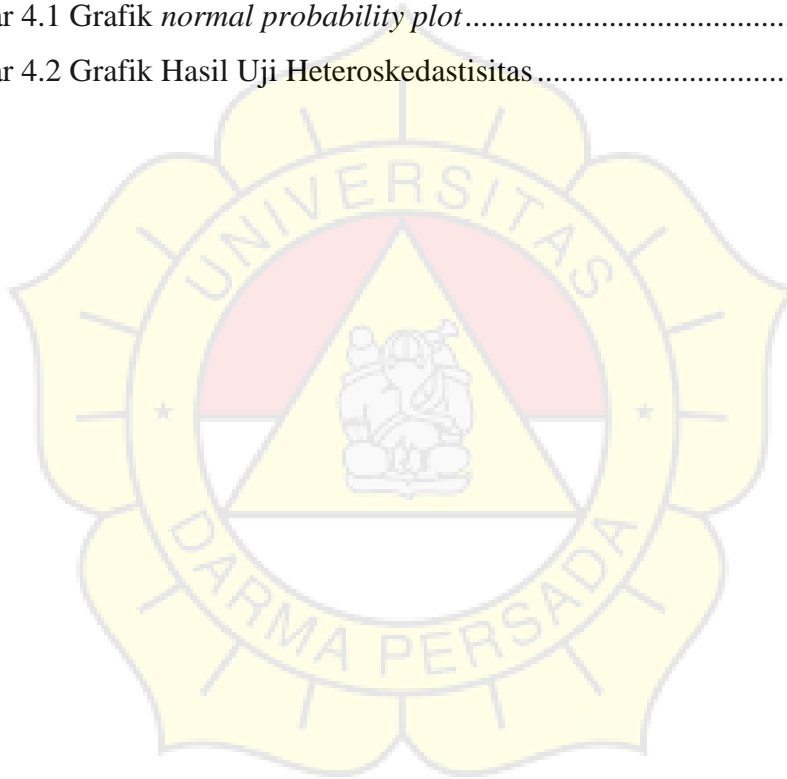 ar 4.1 Grafik normal probability plot.......................................
ar 4.2 Grafik Hasil Uji Heteroskedastisitas..............................
UNIVERSITAS
DARMA PERSADA